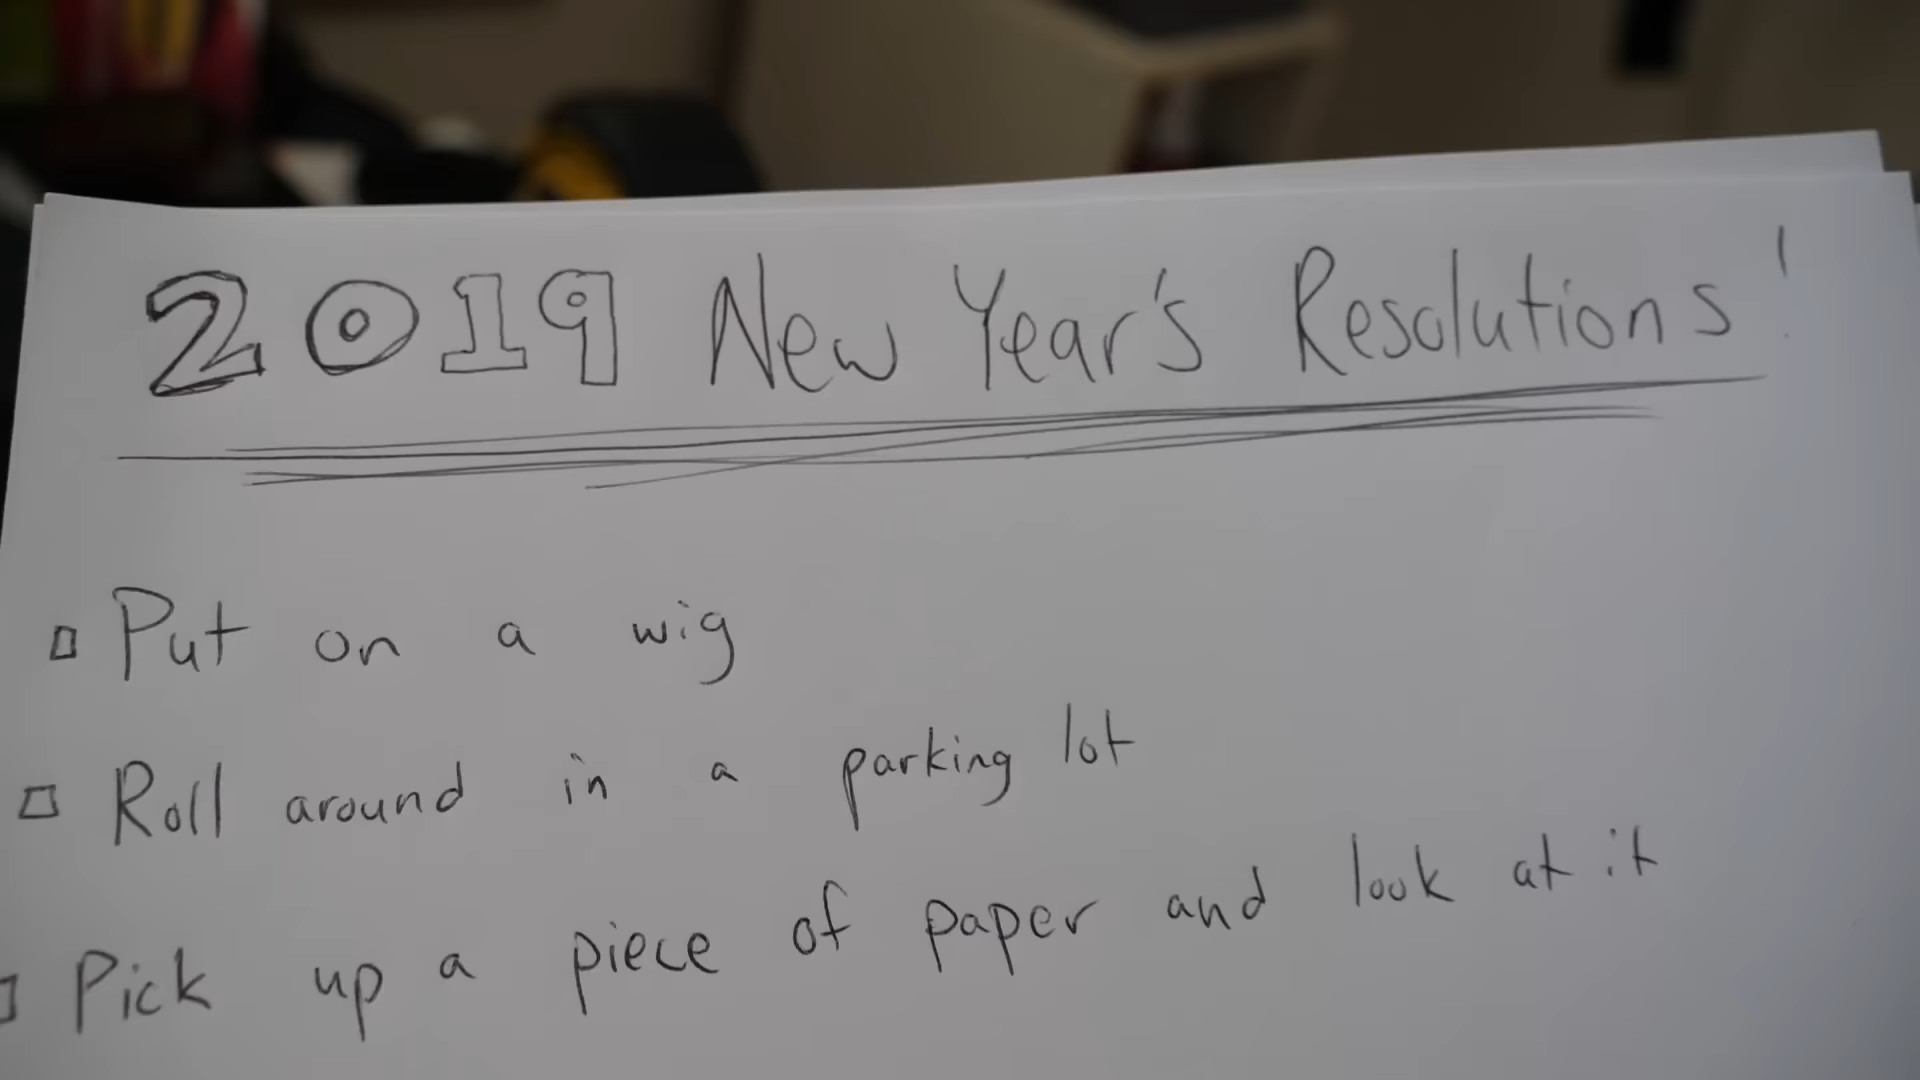 2019 New Year's Resolutions!
Put on a wig
Roll around in a parking lot
Pick up a piece of paper and look at it